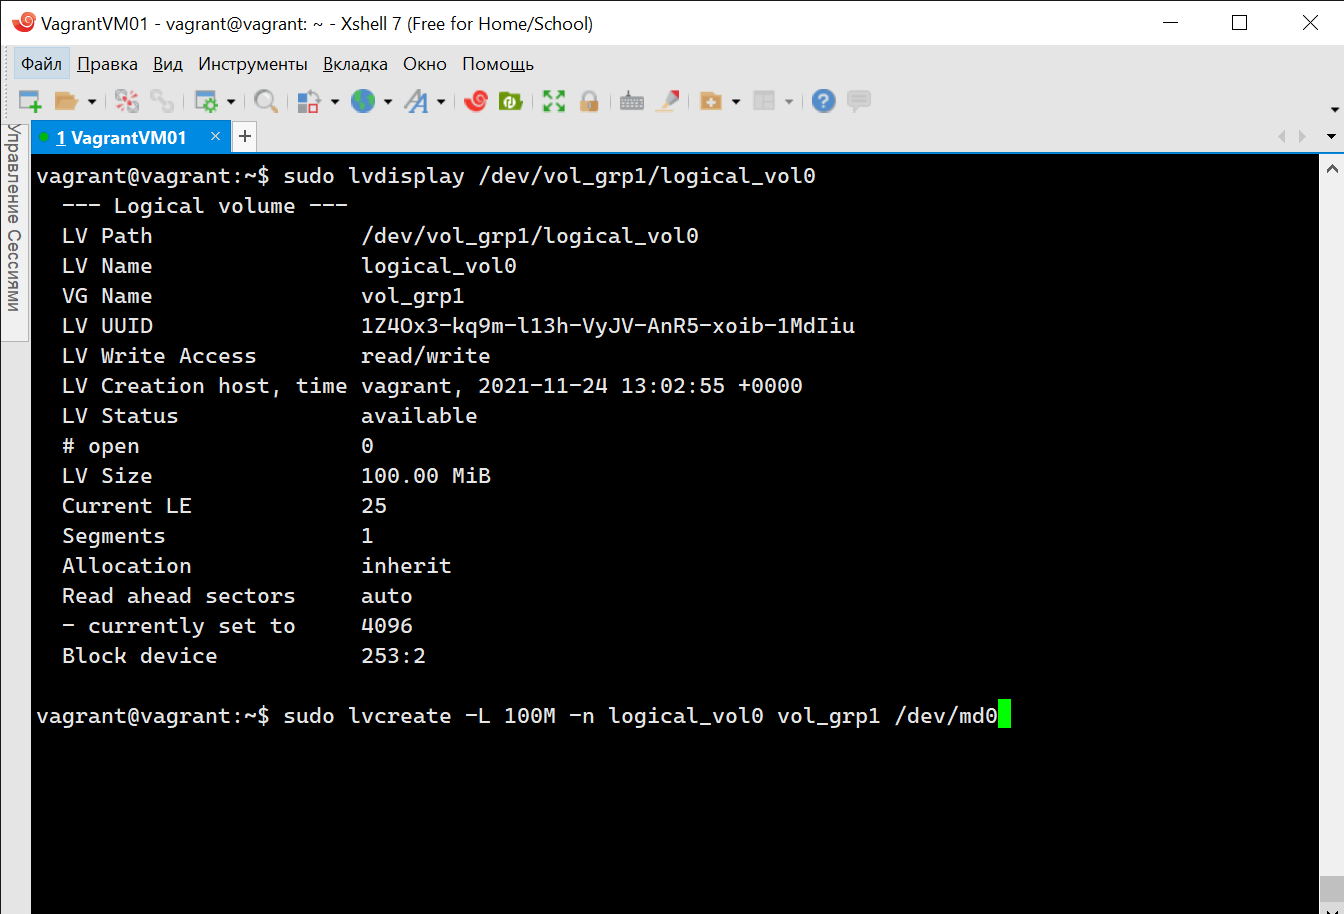 VagrantVM01 - vagrant@vagrant: ~ - Xshell 7 (Free for Home/School)
Файл Правка Вид Инструменты Вкладка Окно Помощь
Управление Сессиями
1 VagrantVM01 × +
vagrant@vagrant:~$ sudo lvdisplay /dev/vol_grp1/logical_vol0
--- Logical volume ---
LV Path /dev/vol_grp1/logical_vol0
LV Name logical_vol0
VG Name vol_grp1
LV UUID 1Z4Ox3-kq9m-l13h-VyJV-AnR5-xoib-1MdIiu
LV Write Access read/write
LV Creation host, time vagrant, 2021-11-24 13:02:55 +0000
LV Status available
# open 0
LV Size 100.00 MiB
Current LE 25
Segments 1
Allocation inherit
Read ahead sectors auto
- currently set to 4096
Block device 253:2
vagrant@vagrant:~$ sudo lvcreate -L 100M -n logical_vol0 vol_grp1 /dev/md0